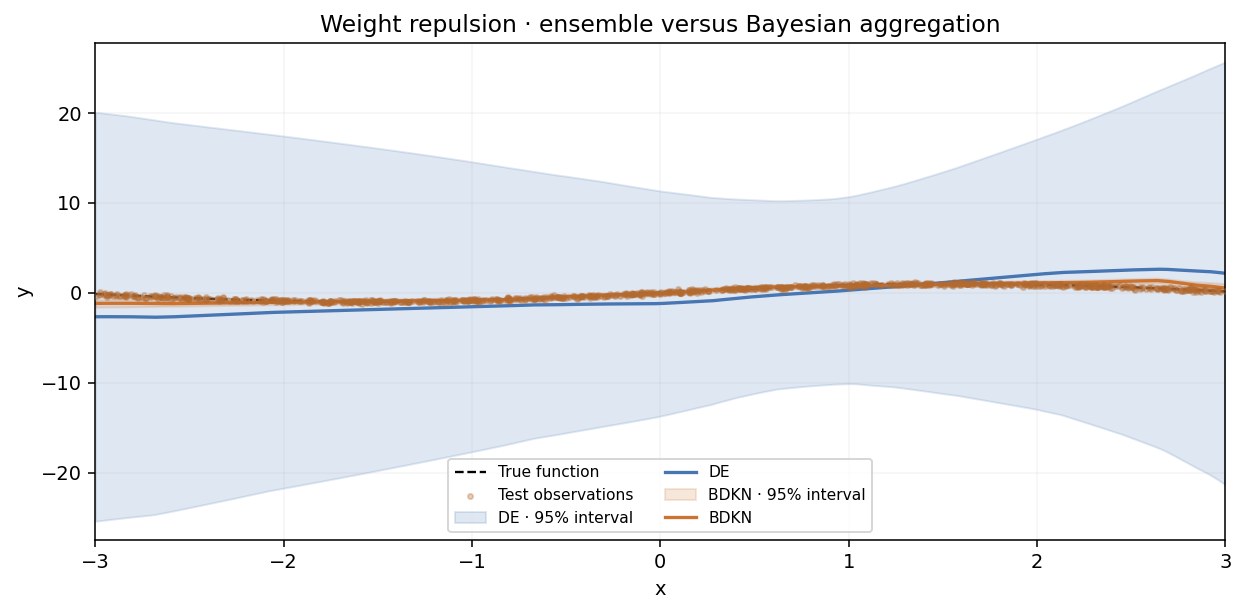 Weight repulsion · ensemble versus Bayesian aggregation
y
20
10
0
−10
−20
True function
Test observations
DE · 95% interval
DE
BDKN · 95% interval
BDKN
−3
−2
−1
0
1
2
3
x